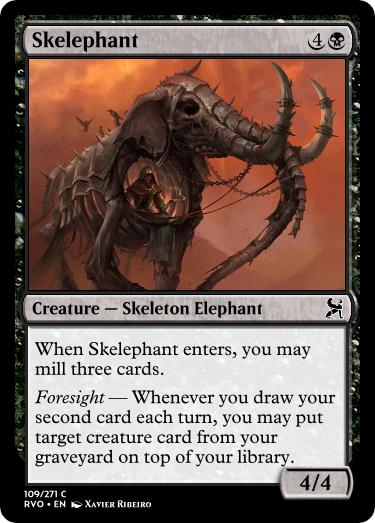 Skelephant 4
Creature — Skeleton Elephant
When Skelephant enters, you may
mill three cards.
Foresight — Whenever you draw your
second card each turn, you may put
target creature card from your
graveyard on top of your library.
4/4
109/271 C
RVO • EN Xavier Ribeiro